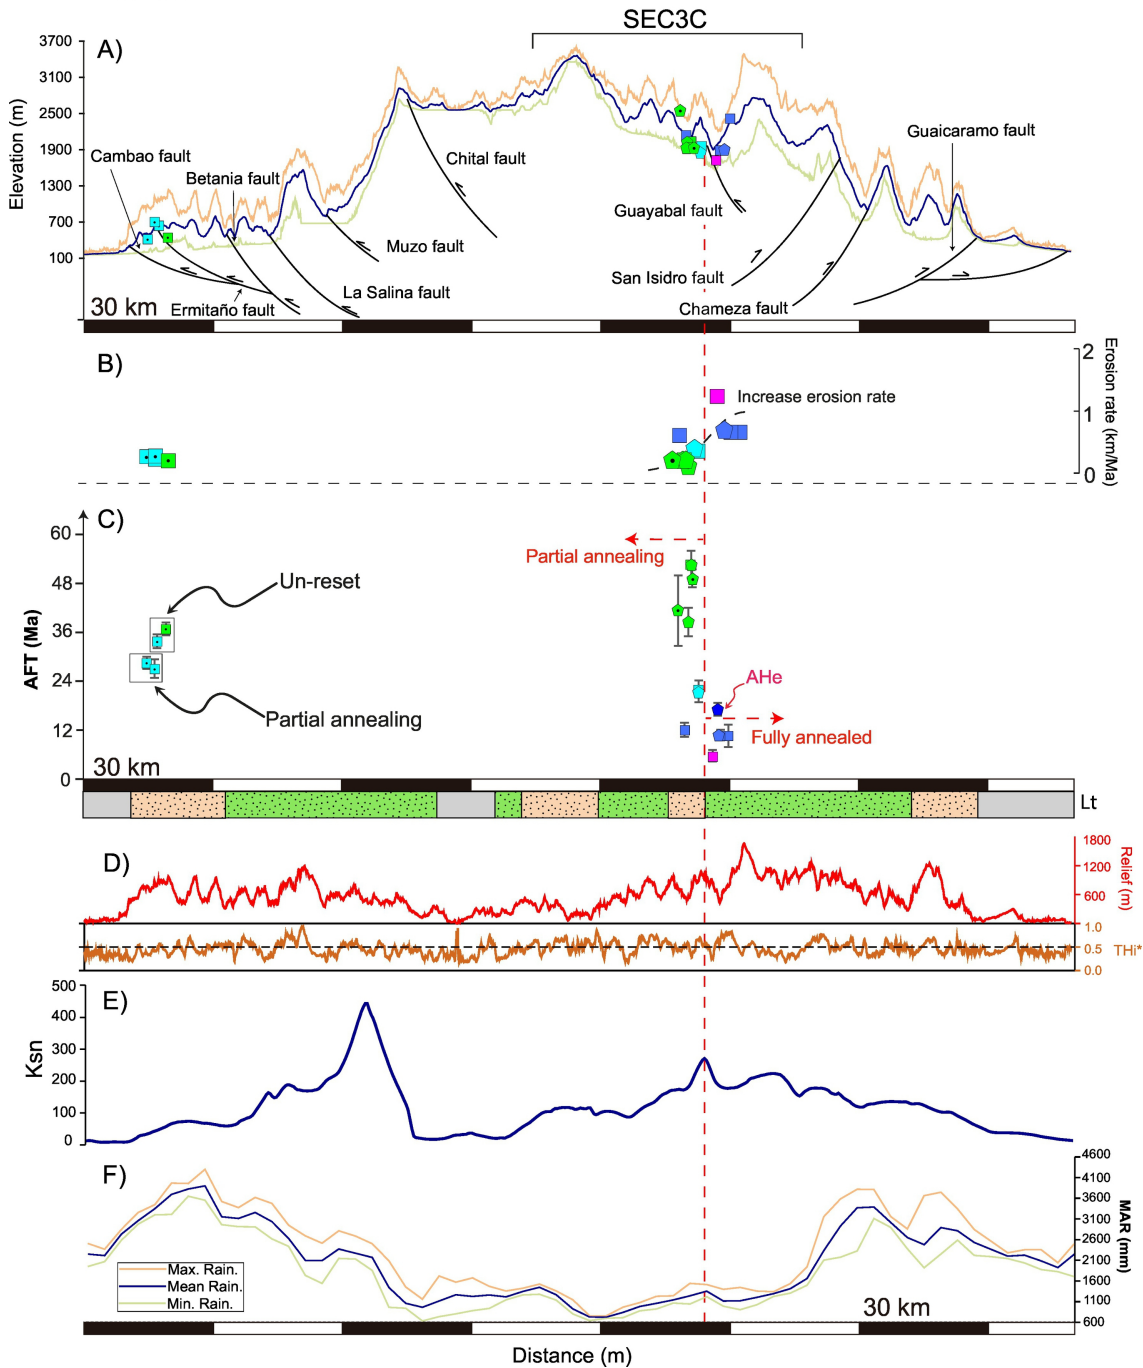 SEC3C
A)
3700
3100
2500
1900
1300
700
100
Elevation (m)
Cambao fault
Betania fault
Chital fault
Guaicaramo fault
Guayabal fault
Muzo fault
San Isidro fault
La Salina fault
Ermitaño fault
Chameza fault
30 km
B)
2
1
0
Erosion rate (km/Ma)
Increase erosion rate
C)
60
48
36
24
12
0
AFT (Ma)
Partial annealing
Un-reset
AHe
Partial annealing
Fully annealed
30 km
Lt
D)
1800
1200
600
Relief (m)
1.0
0.5
0.0
THi*
E)
500
400
300
200
100
0
Ksn
F)
4600
4100
3600
3100
2600
2100
1600
1100
600
MAR (mm)
Max. Rain.
Mean Rain.
Min. Rain.
30 km
Distance (m)